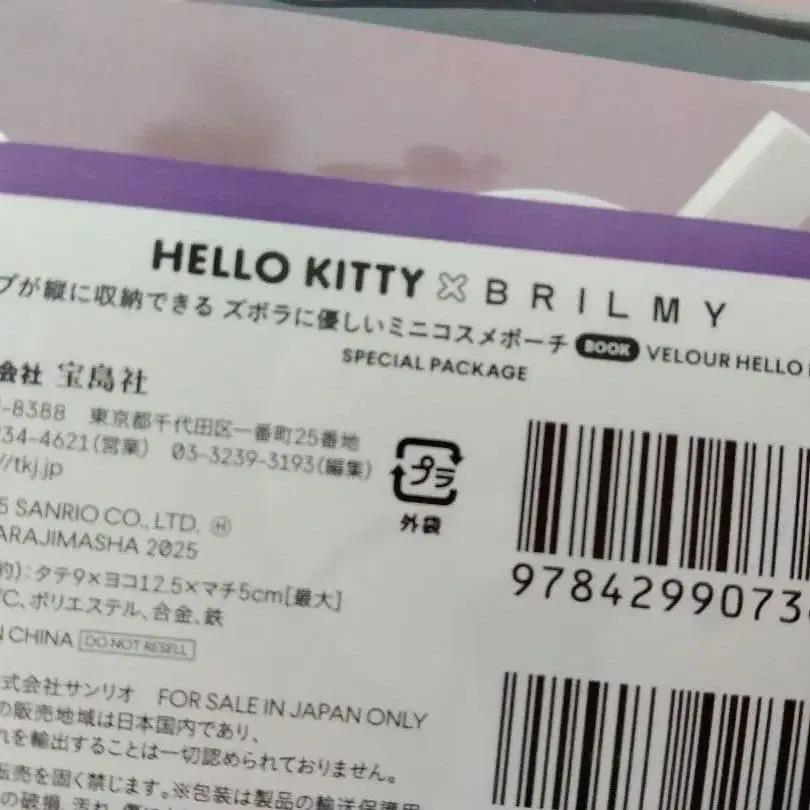 HELLO KITTY × BRILMY
プが縦に収納できる ズボラに優しいミニコスメポーチ BOOK VELOUR HELLO
SPECIAL PACKAGE
会社 宝島社
-8388 東京都千代田区一番町25番地
234-4621(営業) 03-3239-3193(編集)
//tkj.jp
プラ
外袋
5 SANRIO CO., LTD. Ⓗ
ARAJIMASHA 2025
約):タテ9×ヨコ12.5×マチ5cm[最大]
/C、ポリエステル、合金、鉄
N CHINA DO NOT RESELL
9784299073
式会社サンリオ FOR SALE IN JAPAN ONLY
の販売地域は日本国内であり、
れを輸出することは一切認められておりません。
転売を固く禁じます。※包装は製品の輸送保護用
の破損、汚れ、